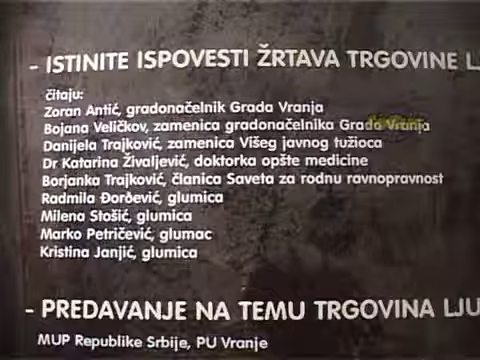 - ISTINITE ISPOVESTI ŽRTAVA TRGOVINE
čitaju:
Zoran Antić, gradonačelnik Grada Vranja
Bojana Veličkov, zamenica gradonačelnika Grada Vranja
Danijela Trajković, zamenica Višeg javnog tužioca
Dr Katarina Živaljević, doktorka opšte medicine
Borjanka Trajković, članica Saveta za rodnu ravnopravnost
Radmila Đorđević, glumica
Milena Stošić, glumica
Marko Petričević, glumac
Kristina Janjić, glumica
- PREDAVANJE NA TEMU TRGOVINA LJU
MUP Republike Srbije, PU Vranje